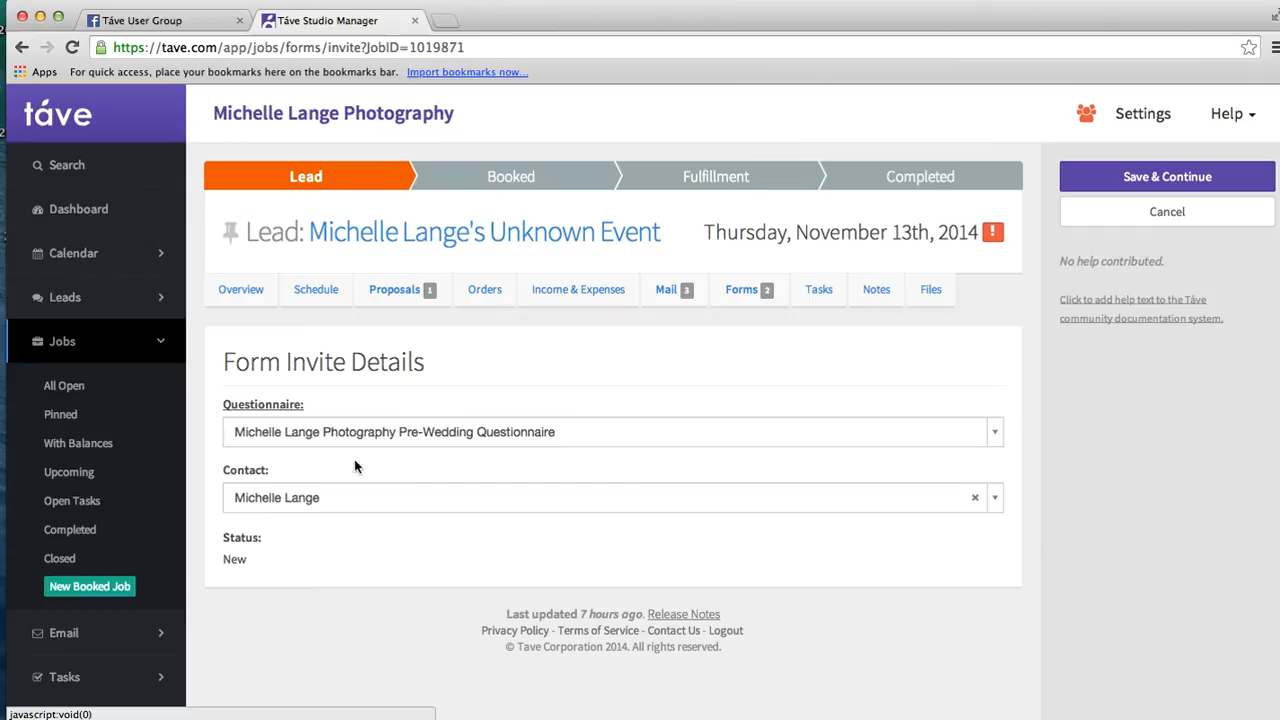 Táve User Group
Táve Studio Manager
https://tave.com/app/jobs/forms/invite?JobID=1019871
Apps For quick access, place your bookmarks here on the bookmarks bar. Import bookmarks now...
táve
Michelle Lange Photography
Settings
Help
Search
Dashboard
Calendar
Leads
Jobs
All Open
Pinned
With Balances
Upcoming
Open Tasks
Completed
Closed
New Booked Job
Email
Tasks
Lead
Booked
Fulfillment
Completed
Lead: Michelle Lange's Unknown Event
Thursday, November 13th, 2014 !
Overview
Schedule
Proposals 1
Orders
Income & Expenses
Mail 3
Forms 2
Tasks
Notes
Files
Form Invite Details
Questionnaire:
Michelle Lange Photography Pre-Wedding Questionnaire
Contact:
Michelle Lange
Status:
New
Last updated 7 hours ago. Release Notes
Privacy Policy - Terms of Service - Contact Us - Logout
© Tave Corporation 2014. All rights reserved.
Save & Continue
Cancel
No help contributed.
Click to add help text to the Táve
community documentation system.
javascript:void(0)